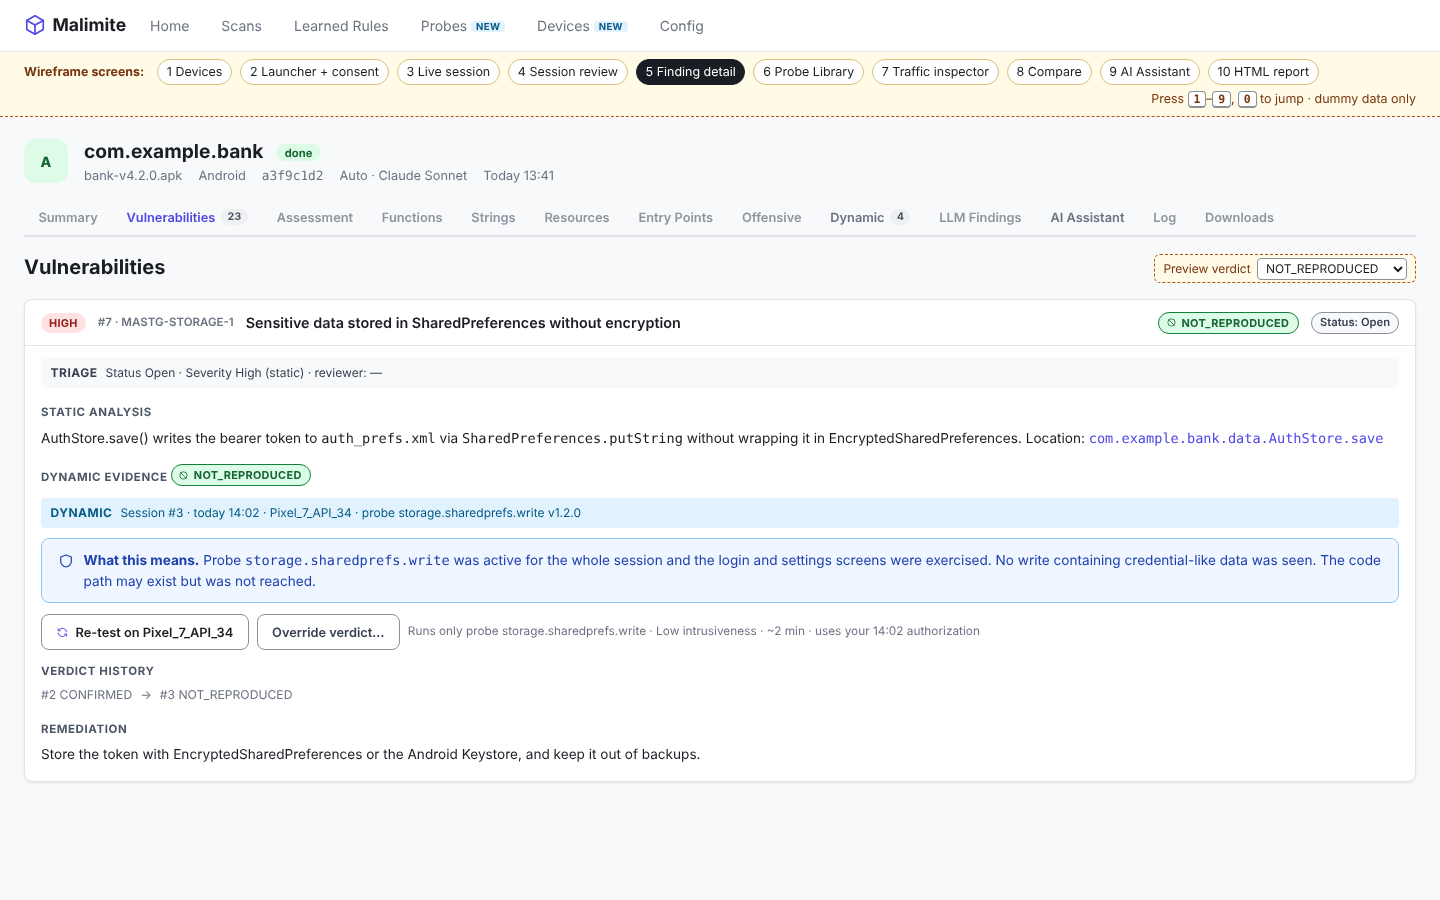 Malimite Home Scans Learned Rules Probes NEW Devices NEW Config
Wireframe screens: 1 Devices 2 Launcher + consent 3 Live session 4 Session review 5 Finding detail 6 Probe Library 7 Traffic inspector 8 Compare 9 AI Assistant 10 HTML report
Press 1–9, 0 to jump · dummy data only
A
com.example.bank done
bank-v4.2.0.apk Android a3f9c1d2 Auto · Claude Sonnet Today 13:41
Summary Vulnerabilities 23 Assessment Functions Strings Resources Entry Points Offensive Dynamic 4 LLM Findings AI Assistant Log Downloads
Vulnerabilities
Preview verdict NOT_REPRODUCED
HIGH #7 · MASTG-STORAGE-1 Sensitive data stored in SharedPreferences without encryption NOT_REPRODUCED Status: Open
TRIAGE Status Open · Severity High (static) · reviewer: —
STATIC ANALYSIS
AuthStore.save() writes the bearer token to auth_prefs.xml via SharedPreferences.putString without wrapping it in EncryptedSharedPreferences. Location: com.example.bank.data.AuthStore.save
DYNAMIC EVIDENCE NOT_REPRODUCED
DYNAMIC Session #3 · today 14:02 · Pixel_7_API_34 · probe storage.sharedprefs.write v1.2.0
What this means. Probe storage.sharedprefs.write was active for the whole session and the login and settings screens were exercised. No write containing credential-like data was seen. The code
path may exist but was not reached.
Re-test on Pixel_7_API_34 Override verdict... Runs only probe storage.sharedprefs.write · Low intrusiveness · ~2 min · uses your 14:02 authorization
VERDICT HISTORY
#2 CONFIRMED → #3 NOT_REPRODUCED
REMEDIATION
Store the token with EncryptedSharedPreferences or the Android Keystore, and keep it out of backups.